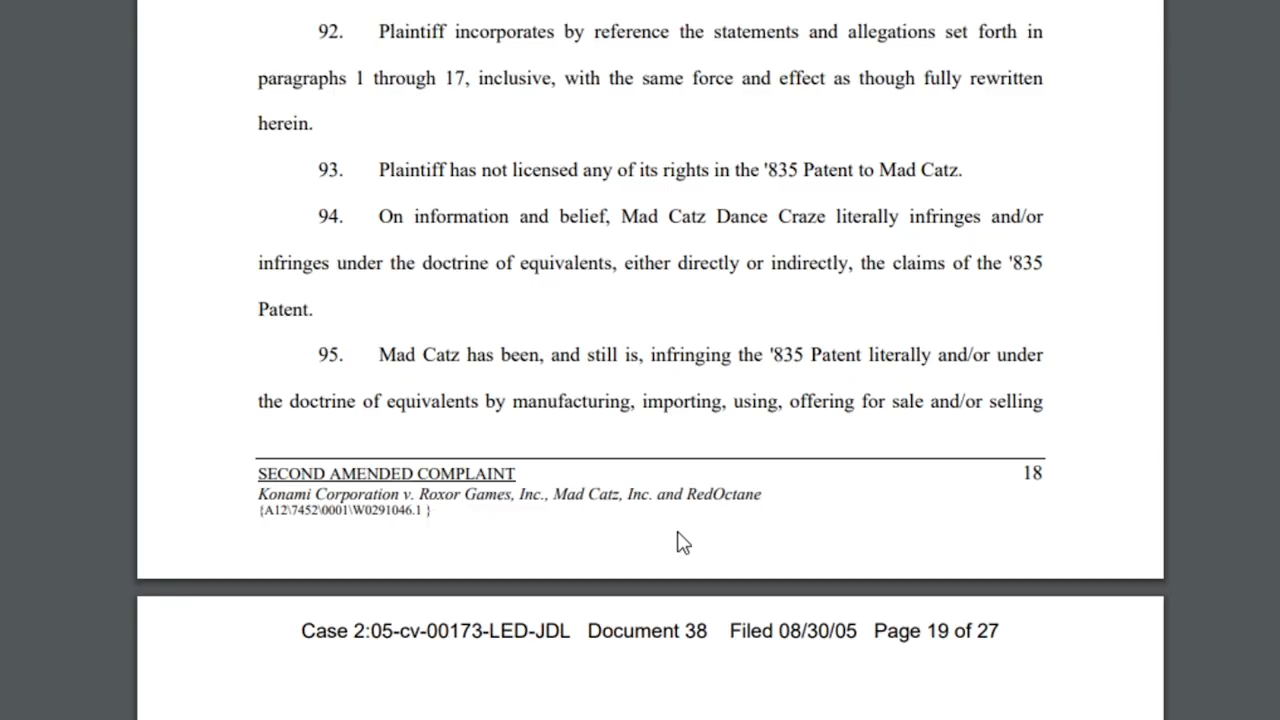 92. Plaintiff incorporates by reference the statements and allegations set forth in
paragraphs 1 through 17, inclusive, with the same force and effect as though fully rewritten
herein.
93. Plaintiff has not licensed any of its rights in the '835 Patent to Mad Catz.
94. On information and belief, Mad Catz Dance Craze literally infringes and/or
infringes under the doctrine of equivalents, either directly or indirectly, the claims of the '835
Patent.
95. Mad Catz has been, and still is, infringing the '835 Patent literally and/or under
the doctrine of equivalents by manufacturing, importing, using, offering for sale and/or selling
SECOND AMENDED COMPLAINT 18
Konami Corporation v. Roxor Games, Inc., Mad Catz, Inc. and RedOctane
{A12\7452\0001\W0291046.1 }
Case 2:05-cv-00173-LED-JDL Document 38 Filed 08/30/05 Page 19 of 27